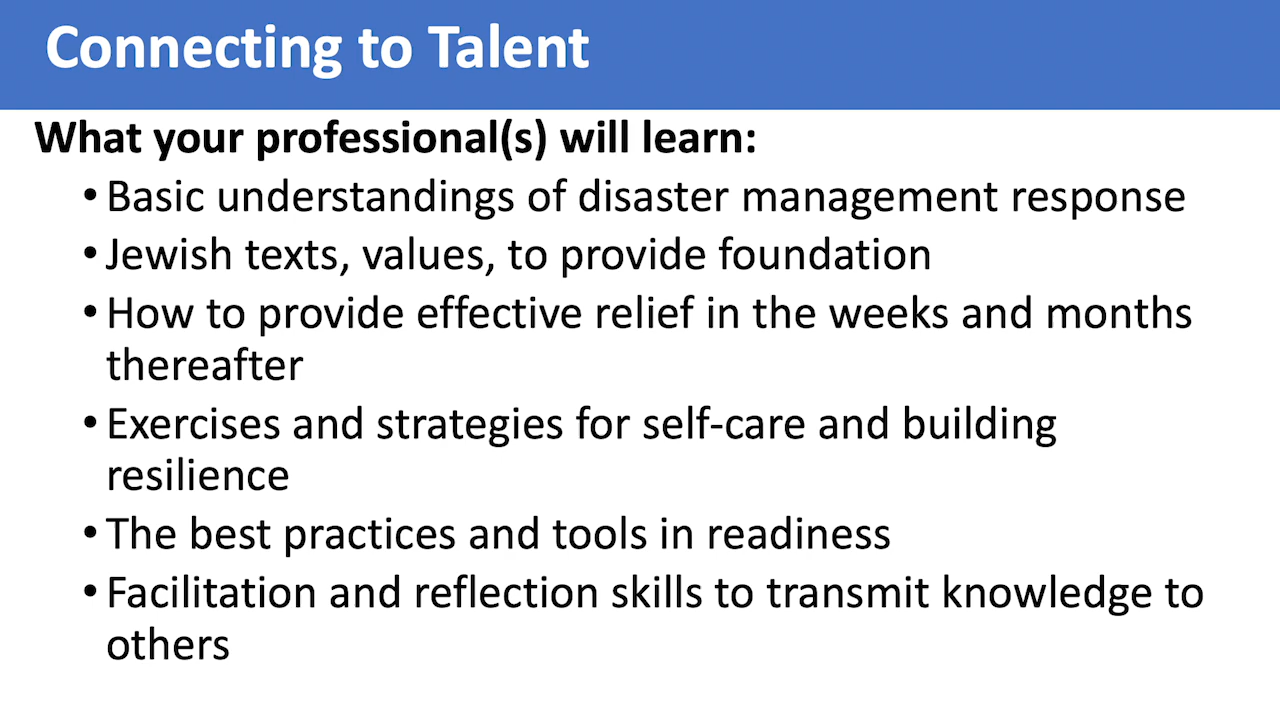 Connecting to Talent
What your professional(s) will learn:
•Basic understandings of disaster management response
•Jewish texts, values, to provide foundation
•How to provide effective relief in the weeks and months
thereafter
•Exercises and strategies for self-care and building
resilience
•The best practices and tools in readiness
•Facilitation and reflection skills to transmit knowledge to
others